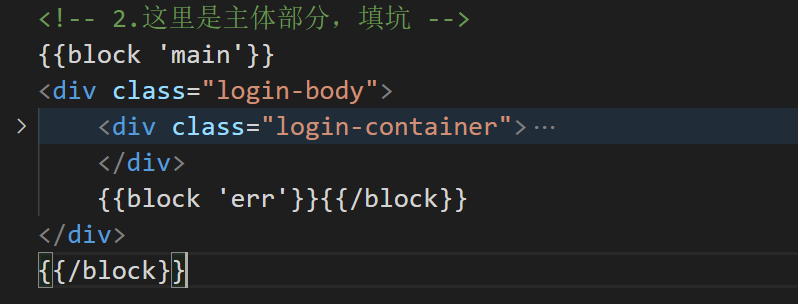 <!-- 2.这里是主体部分，填坑 -->
{{block 'main'}}
<div class="login-body">
<div class="login-container">…
</div>
{{block 'err'}}{{/block}}
</div>
{{/block}}